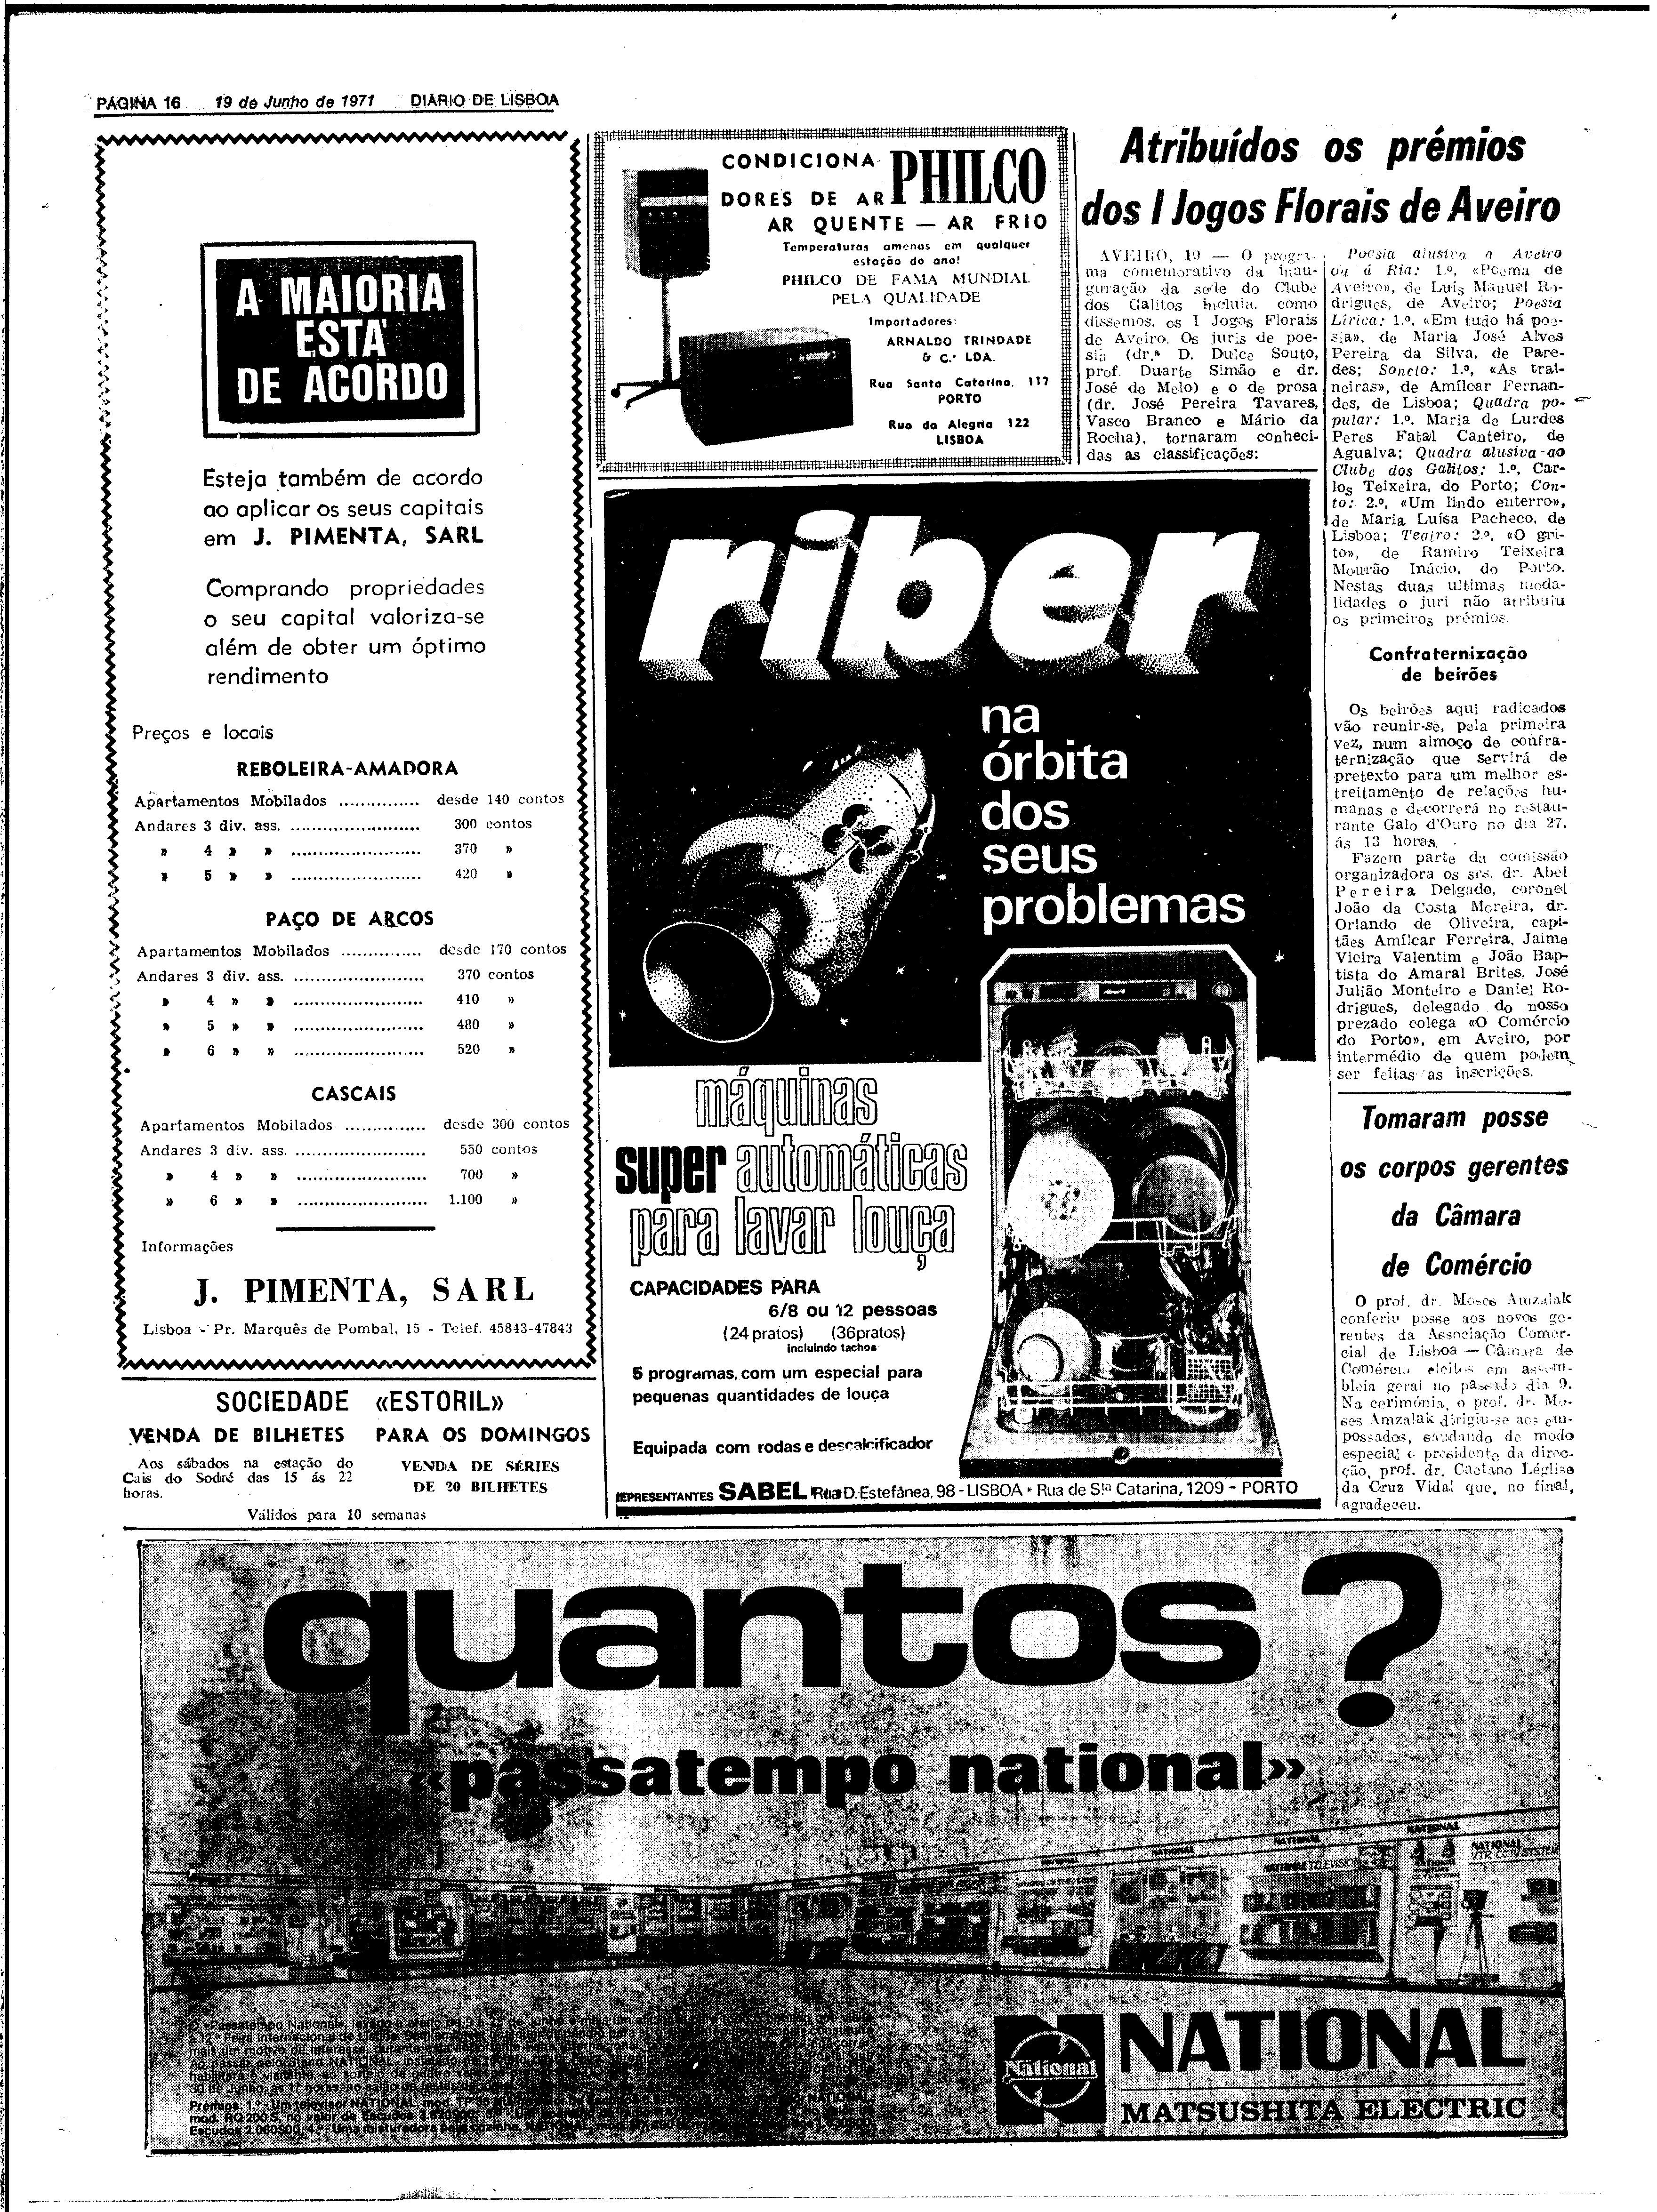 PÁGINA 16 19 de Junho de 1971 DIÁRIO DE LISBOA
A MAIORIA
ESTÁ
DE ACORDO
Esteja também de acordo
ao aplicar os seus capitais
em J. PIMENTA, SARL
Comprando propriedades
o seu capital valoriza-se
além de obter um óptimo
rendimento
Preços e locais
REBOLEIRA-AMADORA
Apartamentos Mobilados ............... desde 140 contos
Andares 3 div. ass. ........................ 300 contos
» 4 » » ........................ 370 »
» 5 » » ........................ 420 »
PAÇO DE ARCOS
Apartamentos Mobilados ............... desde 170 contos
Andares 3 div. ass. ........................ 370 contos
» 4 » » ........................ 410 »
» 5 » » ........................ 480 »
» 6 » » ........................ 520 »
CASCAIS
Apartamentos Mobilados ............... desde 300 contos
Andares 3 div. ass. ........................ 550 contos
» 4 » » ........................ 700 »
» 6 » » ........................ 1.100 »
Informações
J. PIMENTA, SARL
Lisboa - Pr. Marquês de Pombal, 15 - Telef. 45843-47843
SOCIEDADE «ESTORIL»
VENDA DE BILHETES PARA OS DOMINGOS
Aos sábados na estação do
Cais do Sodré das 15 ás 22
horas.
VENDA DE SÉRIES
DE 20 BILHETES
Válidos para 10 semanas
CONDICIONA-
DORES DE AR PHILCO
AR QUENTE — AR FRIO
Temperaturas amenas em qualquer
estação do ano!
PHILCO DE FAMA MUNDIAL
PELA QUALIDADE
Importadores:
ARNALDO TRINDADE
& C.ª LDA.
Rua Santa Catarina, 117
PORTO
Rua da Alegria 122
LISBOA
riber
na
órbita
dos
seus
problemas
máquinas
super automáticas
para lavar louça
CAPACIDADES PARA
6/8 ou 12 pessoas
(24 pratos) (36 pratos)
incluindo tachos
5 programas, com um especial para
pequenas quantidades de louça
Equipada com rodas e descalcificador
REPRESENTANTES SABEL Rua D. Estefânea, 98 - LISBOA • Rua de Sta Catarina, 1209 - PORTO
Atribuídos os prémios
dos I Jogos Florais de Aveiro
AVEIRO, 19 — O progra-
ma comemorativo da inau-
guração da sede do Clube
dos Galitos incluia, como
dissemos, os I Jogos Florais
de Aveiro. Os juris de poe-
sia (dr.ª D. Dulce Souto,
prof. Duarte Simão e dr.
José de Melo) e o de prosa
(dr. José Pereira Tavares,
Vasco Branco e Mário da
Rocha), tornaram conheci-
das as classificações:
Poesia alusiva a Aveiro
ou á Ria: 1.º, «Poema de
Aveiro», de Luís Manuel Ro-
drigues, de Aveiro; Poesia
Lírica: 1.º, «Em tudo há poe-
sia», de Maria José Alves
Pereira da Silva, de Pare-
des; Soneto: 1.º, «As trai-
neiras», de Amílcar Fernan-
des, de Lisboa; Quadra po-
pular: 1.º, Maria de Lurdes
Peres Fatal Canteiro, de
Agualva; Quadra alusiva ao
Clube dos Galitos: 1.º, Car-
los Teixeira, do Porto; Con-
to: 2.º, «Um lindo enterro»,
de Maria Luísa Pacheco, de
Lisboa; Teatro: 2.º, «O gri-
to», de Ramiro Teixeira
Mourão Inácio, do Porto.
Nestas duas ultimas moda-
lidades o juri não atribuiu
os primeiros prémios.
Confraternização
de beirões
Os beirões aqui radicados
vão reunir-se, pela primeira
vez, num almoço de confra-
ternização que servirá de
pretexto para um melhor es-
treitamento de relações hu-
manas e decorrerá no restau-
rante Galo d'Ouro no dia 27,
ás 13 horas.
Fazem parte da comissão
organizadora os srs. dr. Abel
Pereira Delgado, coronel
João da Costa Moreira, dr.
Orlando de Oliveira, capi-
tães Amílcar Ferreira, Jaime
Vieira Valentim e João Bap-
tista do Amaral Brites, José
Julião Monteiro e Daniel Ro-
drigues, delegado do nosso
prezado colega «O Comércio
do Porto», em Aveiro, por
intermédio de quem podem
ser feitas as inscrições.
Tomaram posse
os corpos gerentes
da Câmara
de Comércio
O prof. dr. Moses Amzalak
conferiu posse aos novos ge-
rentes da Associação Comer-
cial de Lisboa — Câmara de
Comércio eleitos em assem-
bleia geral no passado dia 9.
Na cerimónia, o prof. dr. Mo-
ses Amzalak dirigiu-se aos em-
possados, saudando de modo
especial o presidente da direc-
ção, prof. dr. Caetano Léglise
da Cruz Vidal que, no final,
agradeceu.
quantos?
«passatempo national»
NATIONAL
NATIONAL TELEVISION
NATIONAL
VTR CCTV SYSTEM
National
NATIONAL
MATSUSHITA ELECTRIC